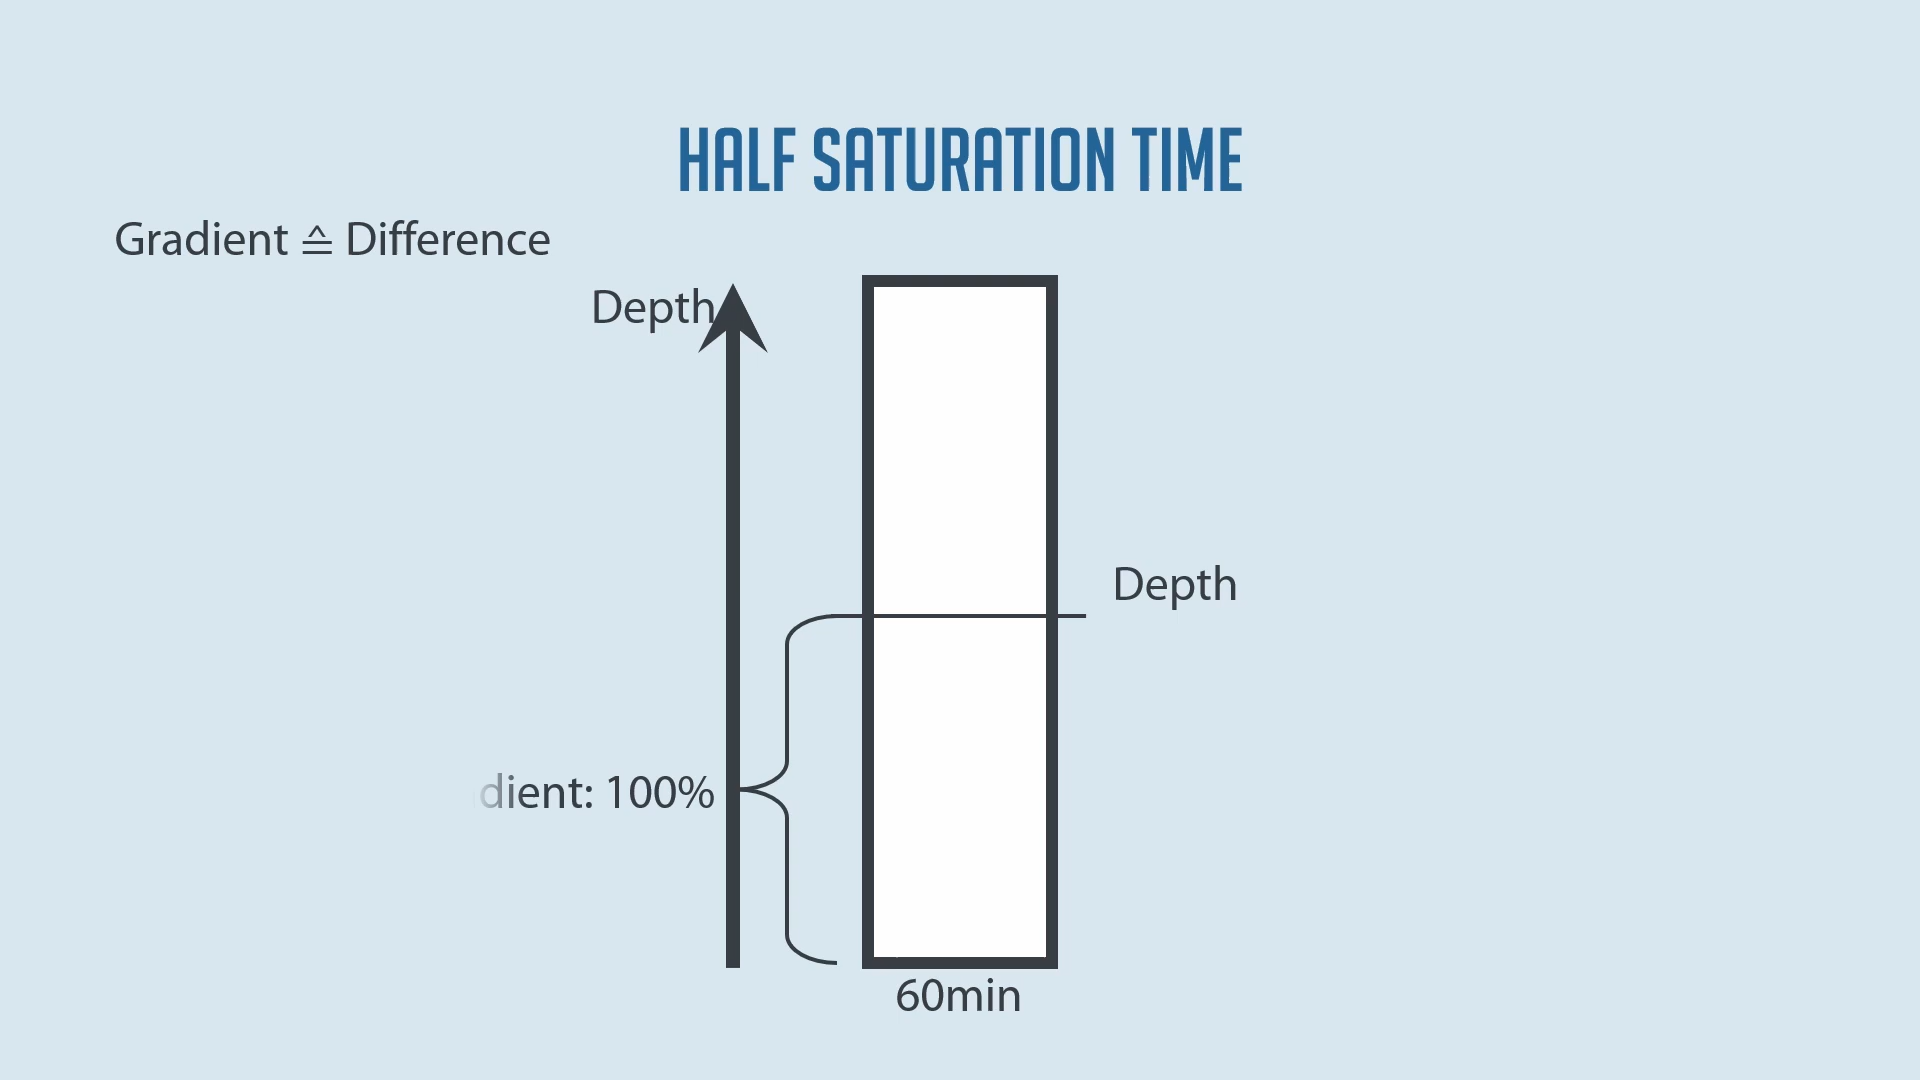 HALF SATURATION TIME
Gradient ≙ Difference
Depth
Depth
dient: 100%
60min